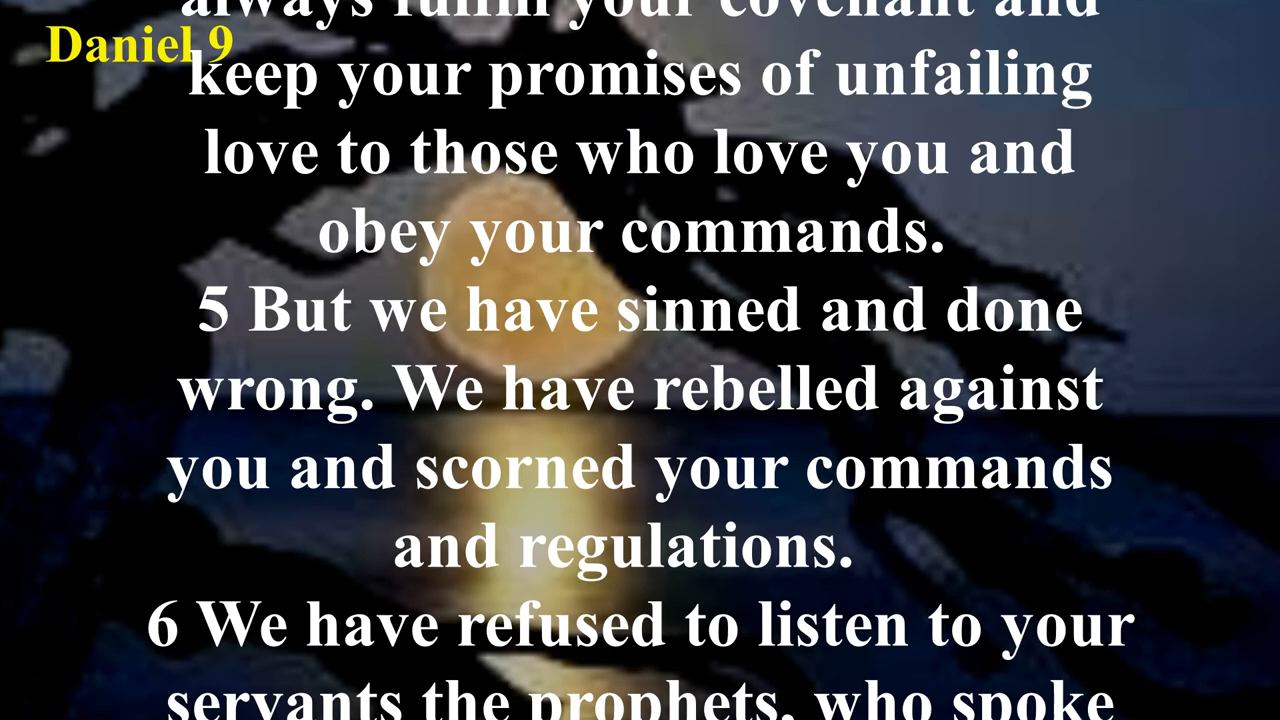 always fulfill your covenant and
Daniel 9
keep your promises of unfailing
love to those who love you and
obey your commands.
5 But we have sinned and done
wrong. We have rebelled against
you and scorned your commands
and regulations.
6 We have refused to listen to your
servants the prophets, who spoke